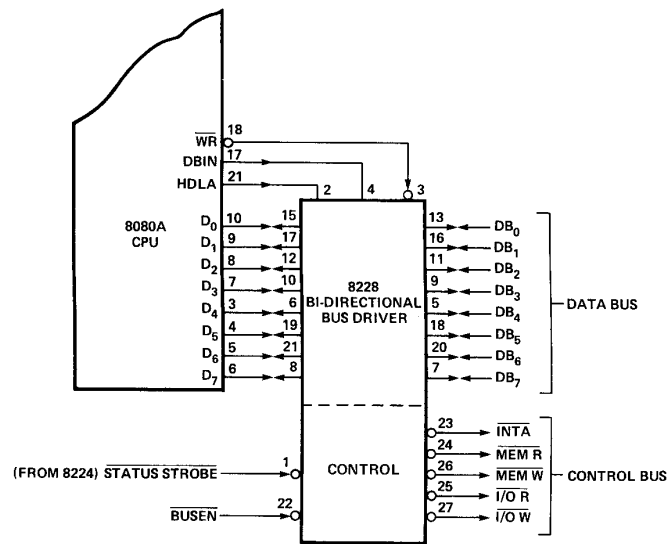 18
WR
17
DBIN
21
HDLA
2 4 3
8080A
CPU
D0 10 15
D1 9 17
D2 8 12
D3 7 10
D4 3 6
D5 4 19
D6 5 21
D7 6 8
8228
BI-DIRECTIONAL
BUS DRIVER
13 DB0
16 DB1
11 DB2
9 DB3
5 DB4
18 DB5
20 DB6
7 DB7
DATA BUS
CONTROL
(FROM 8224) STATUS STROBE 1
BUSEN 22
23 INTA
24 MEM R
26 MEM W
25 I/O R
27 I/O W
CONTROL BUS